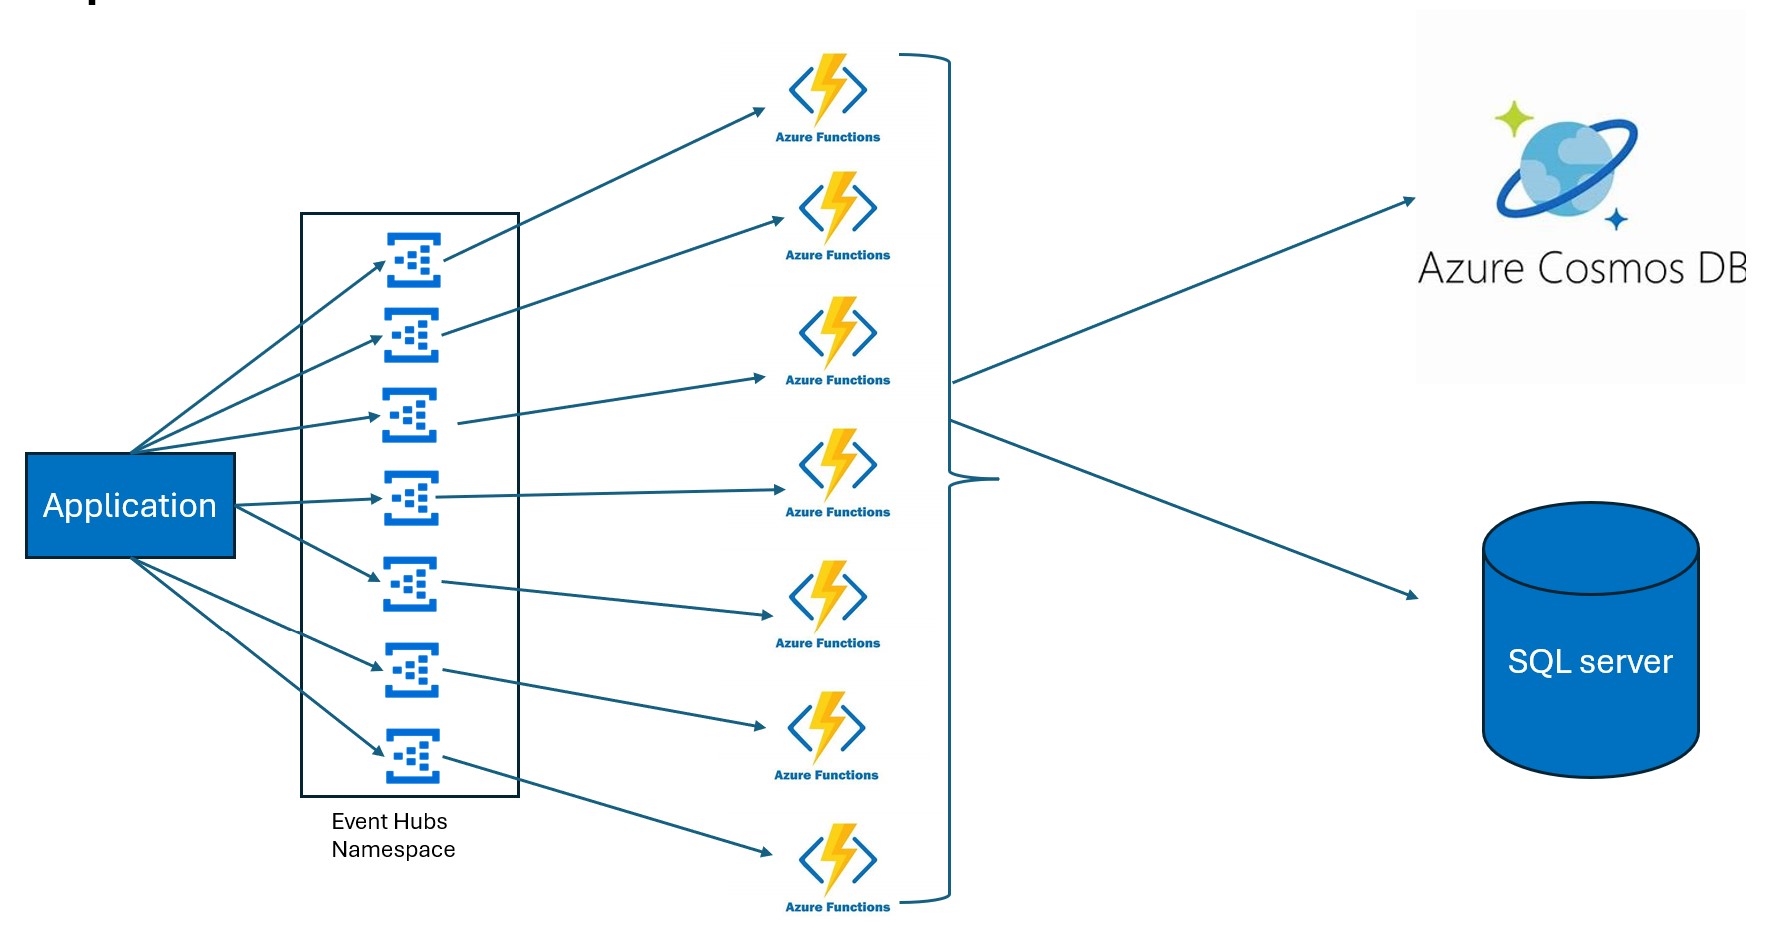 Azure Functions
Azure Functions
Azure Functions
Azure Functions
Azure Functions
Azure Functions
Azure Functions
Application
Event Hubs
Namespace
Azure Cosmos DB
SQL server